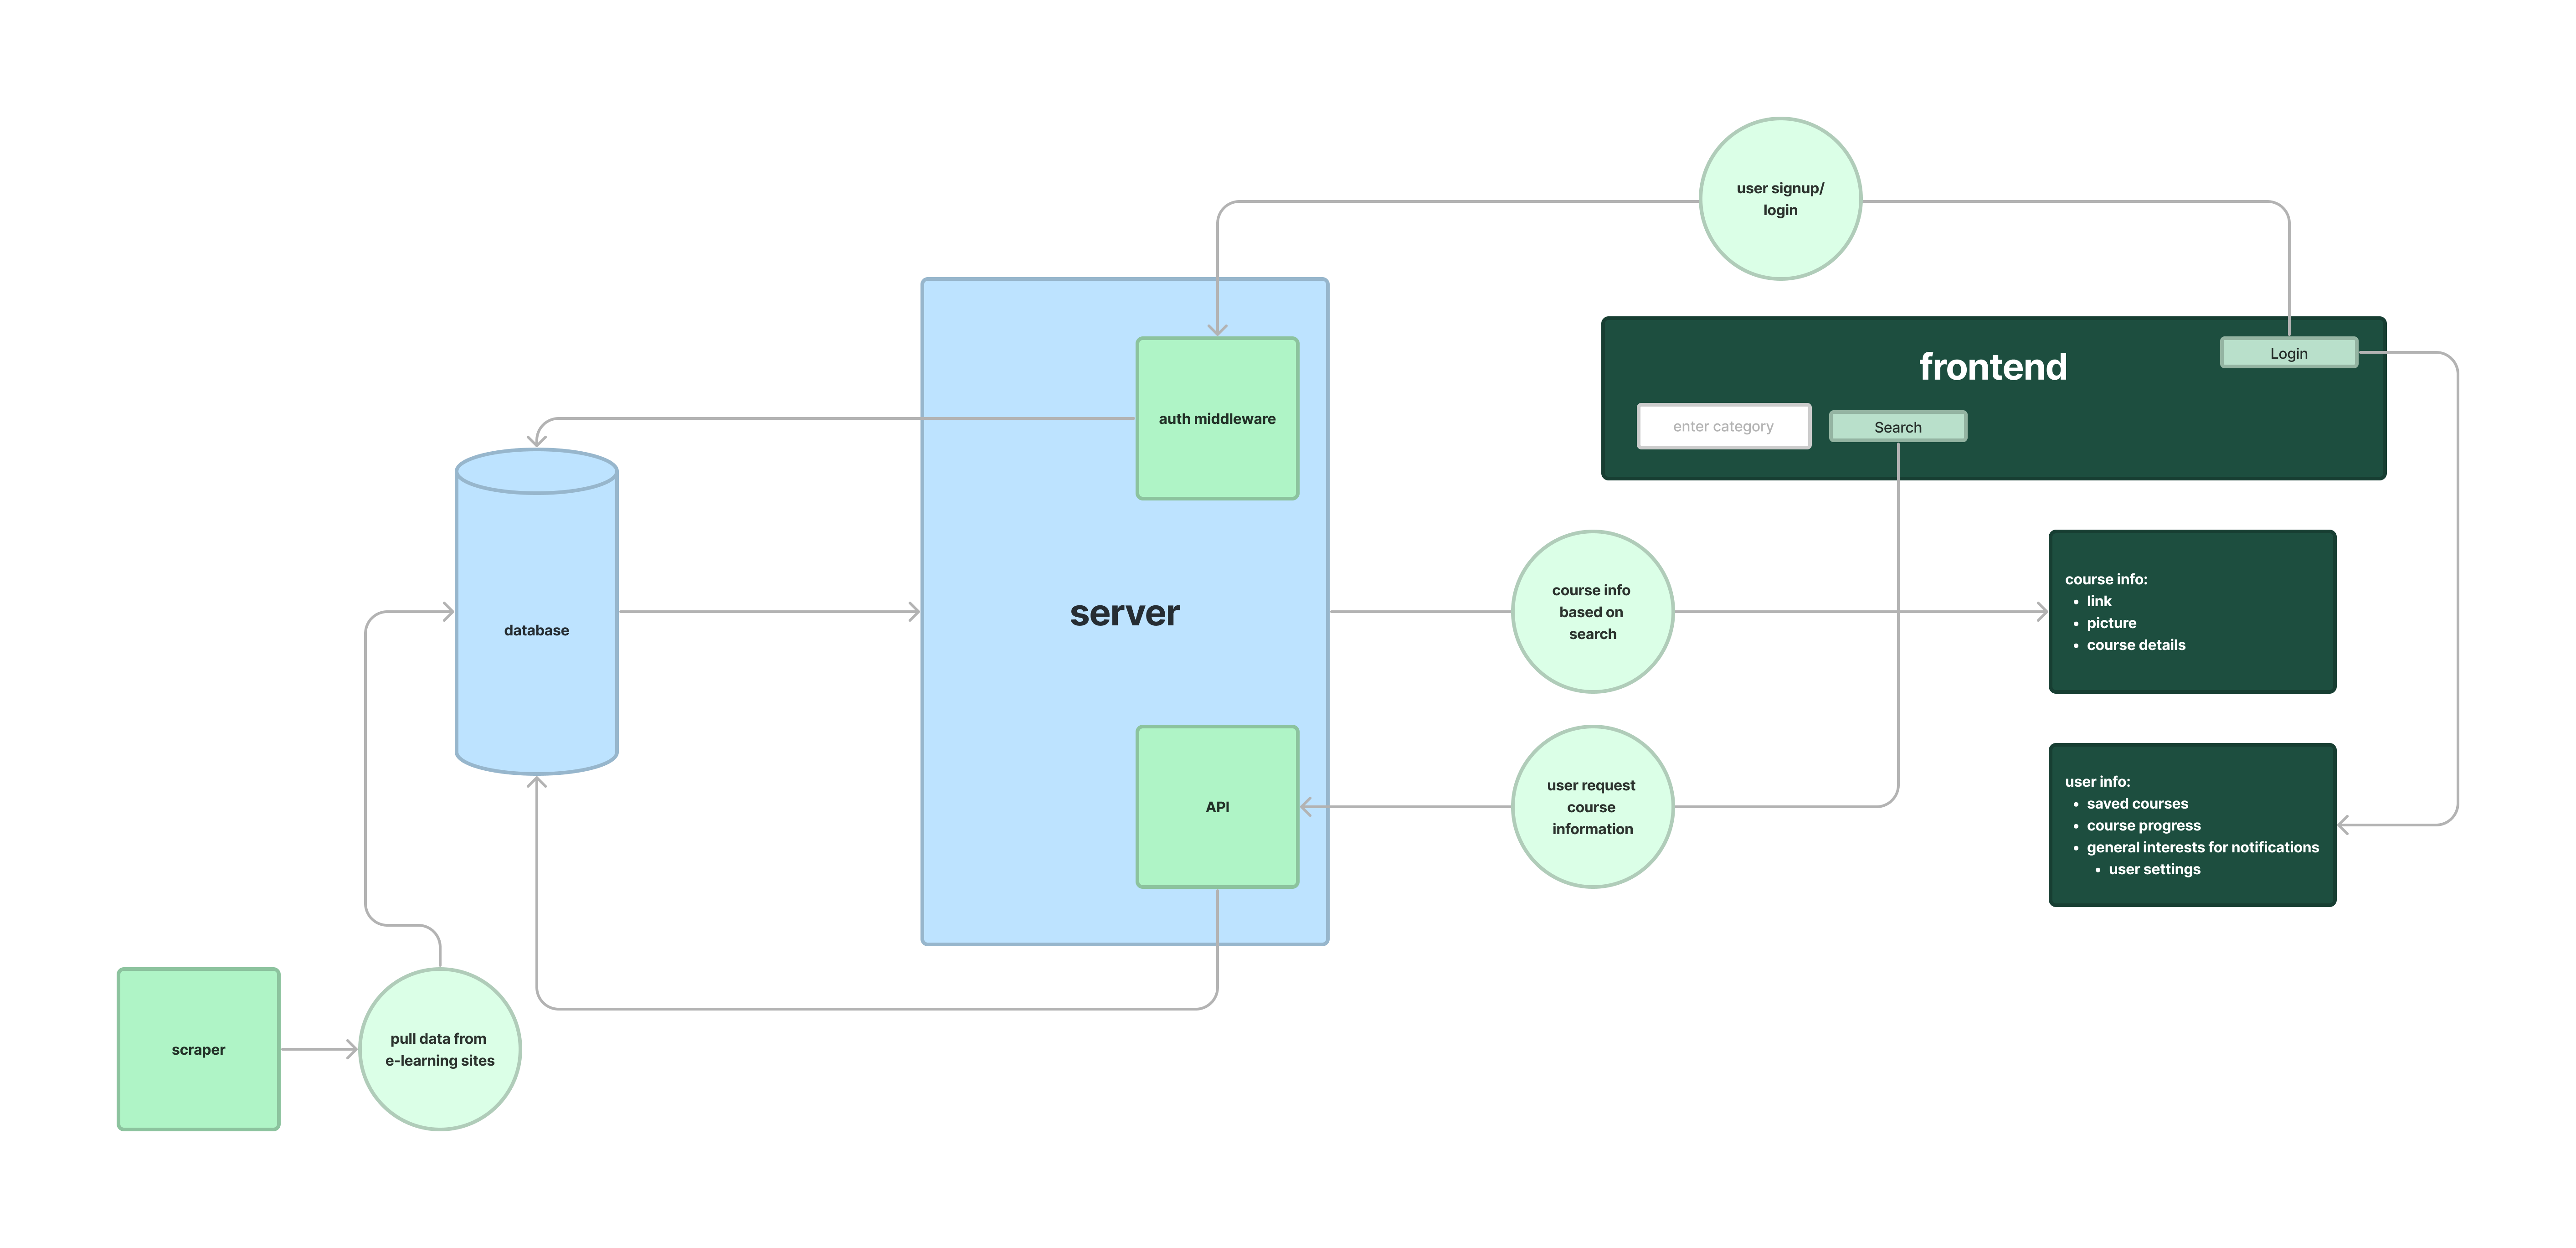 user signup/
login
frontend
Login
enter category
Search
auth middleware
database
server
course info
based on
search
course info:
• link
• picture
• course details
API
user request
course
information
user info:
• saved courses
• course progress
• general interests for notifications
• user settings
scraper
pull data from
e-learning sites